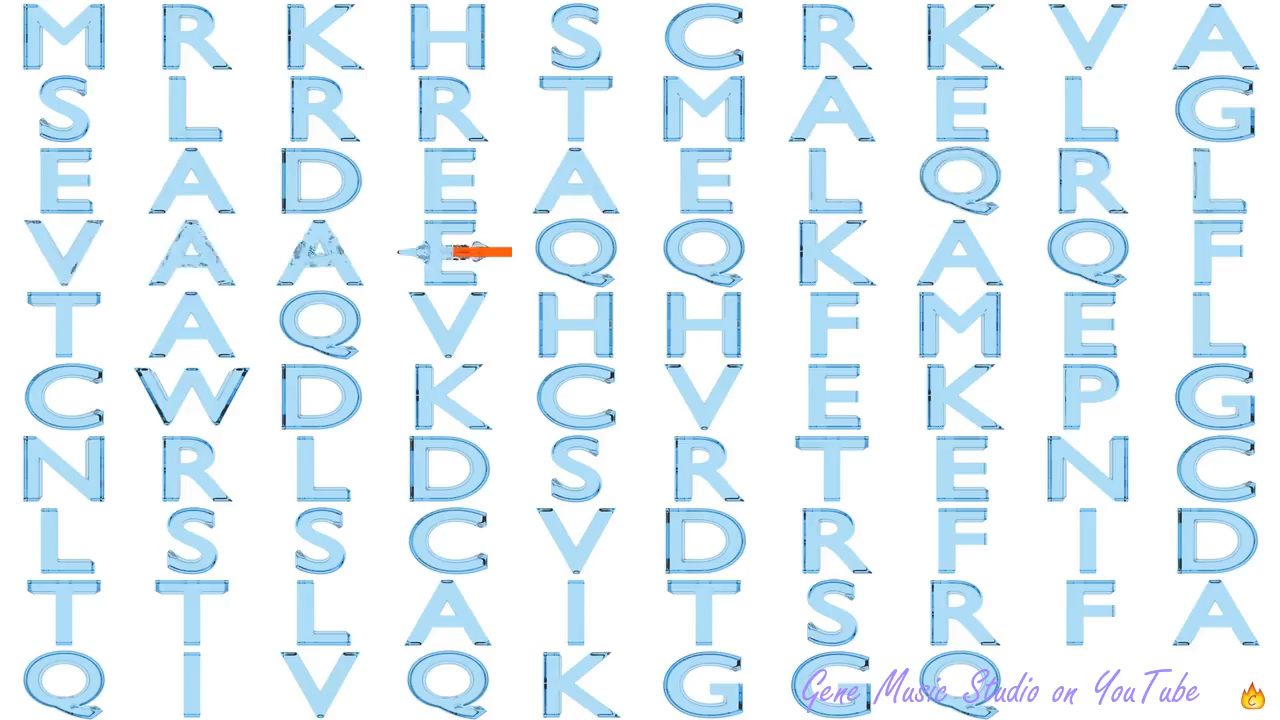 M R K H S C R K V A
S L R R T M A E L G
E A D E A E L Q R L
V A A E Q Q K A Q F
T A Q V H H F M E L
C W D K C V E K P G
N R L D S R T E N C
L S S C V D R F I D
T T L A I T S R F A
Q I V Q K G G Q
Gene Music Studio on YouTube
C